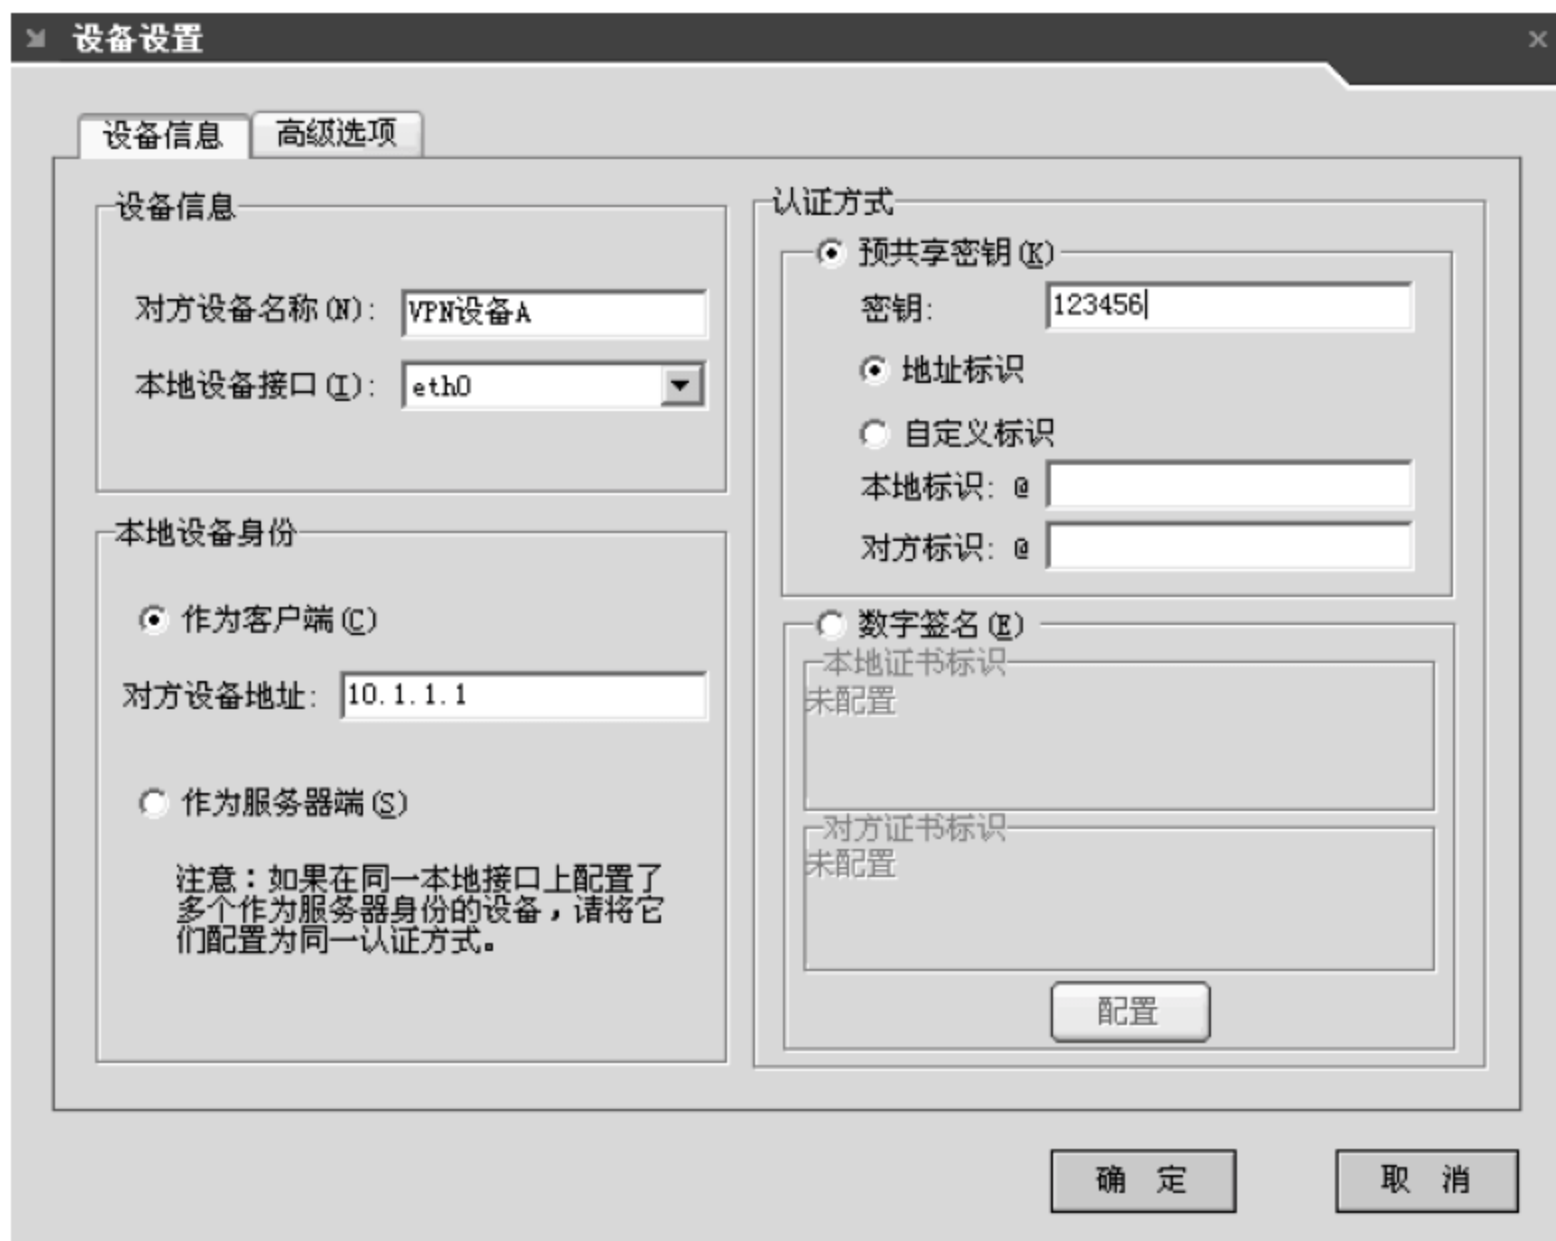 设备设置
设备信息 高级选项
设备信息
对方设备名称(N): VPN设备A
本地设备接口(I): eth0
本地设备身份
作为客户端(C)
对方设备地址: 10.1.1.1
作为服务器端(S)
注意：如果在同一本地接口上配置了
多个作为服务器身份的设备，请将它
们配置为同一认证方式。
认证方式
预共享密钥(K)
密钥: 123456
地址标识
自定义标识
本地标识: @
对方标识: @
数字签名(E)
本地证书标识
未配置
对方证书标识
未配置
配置
确 定 取 消